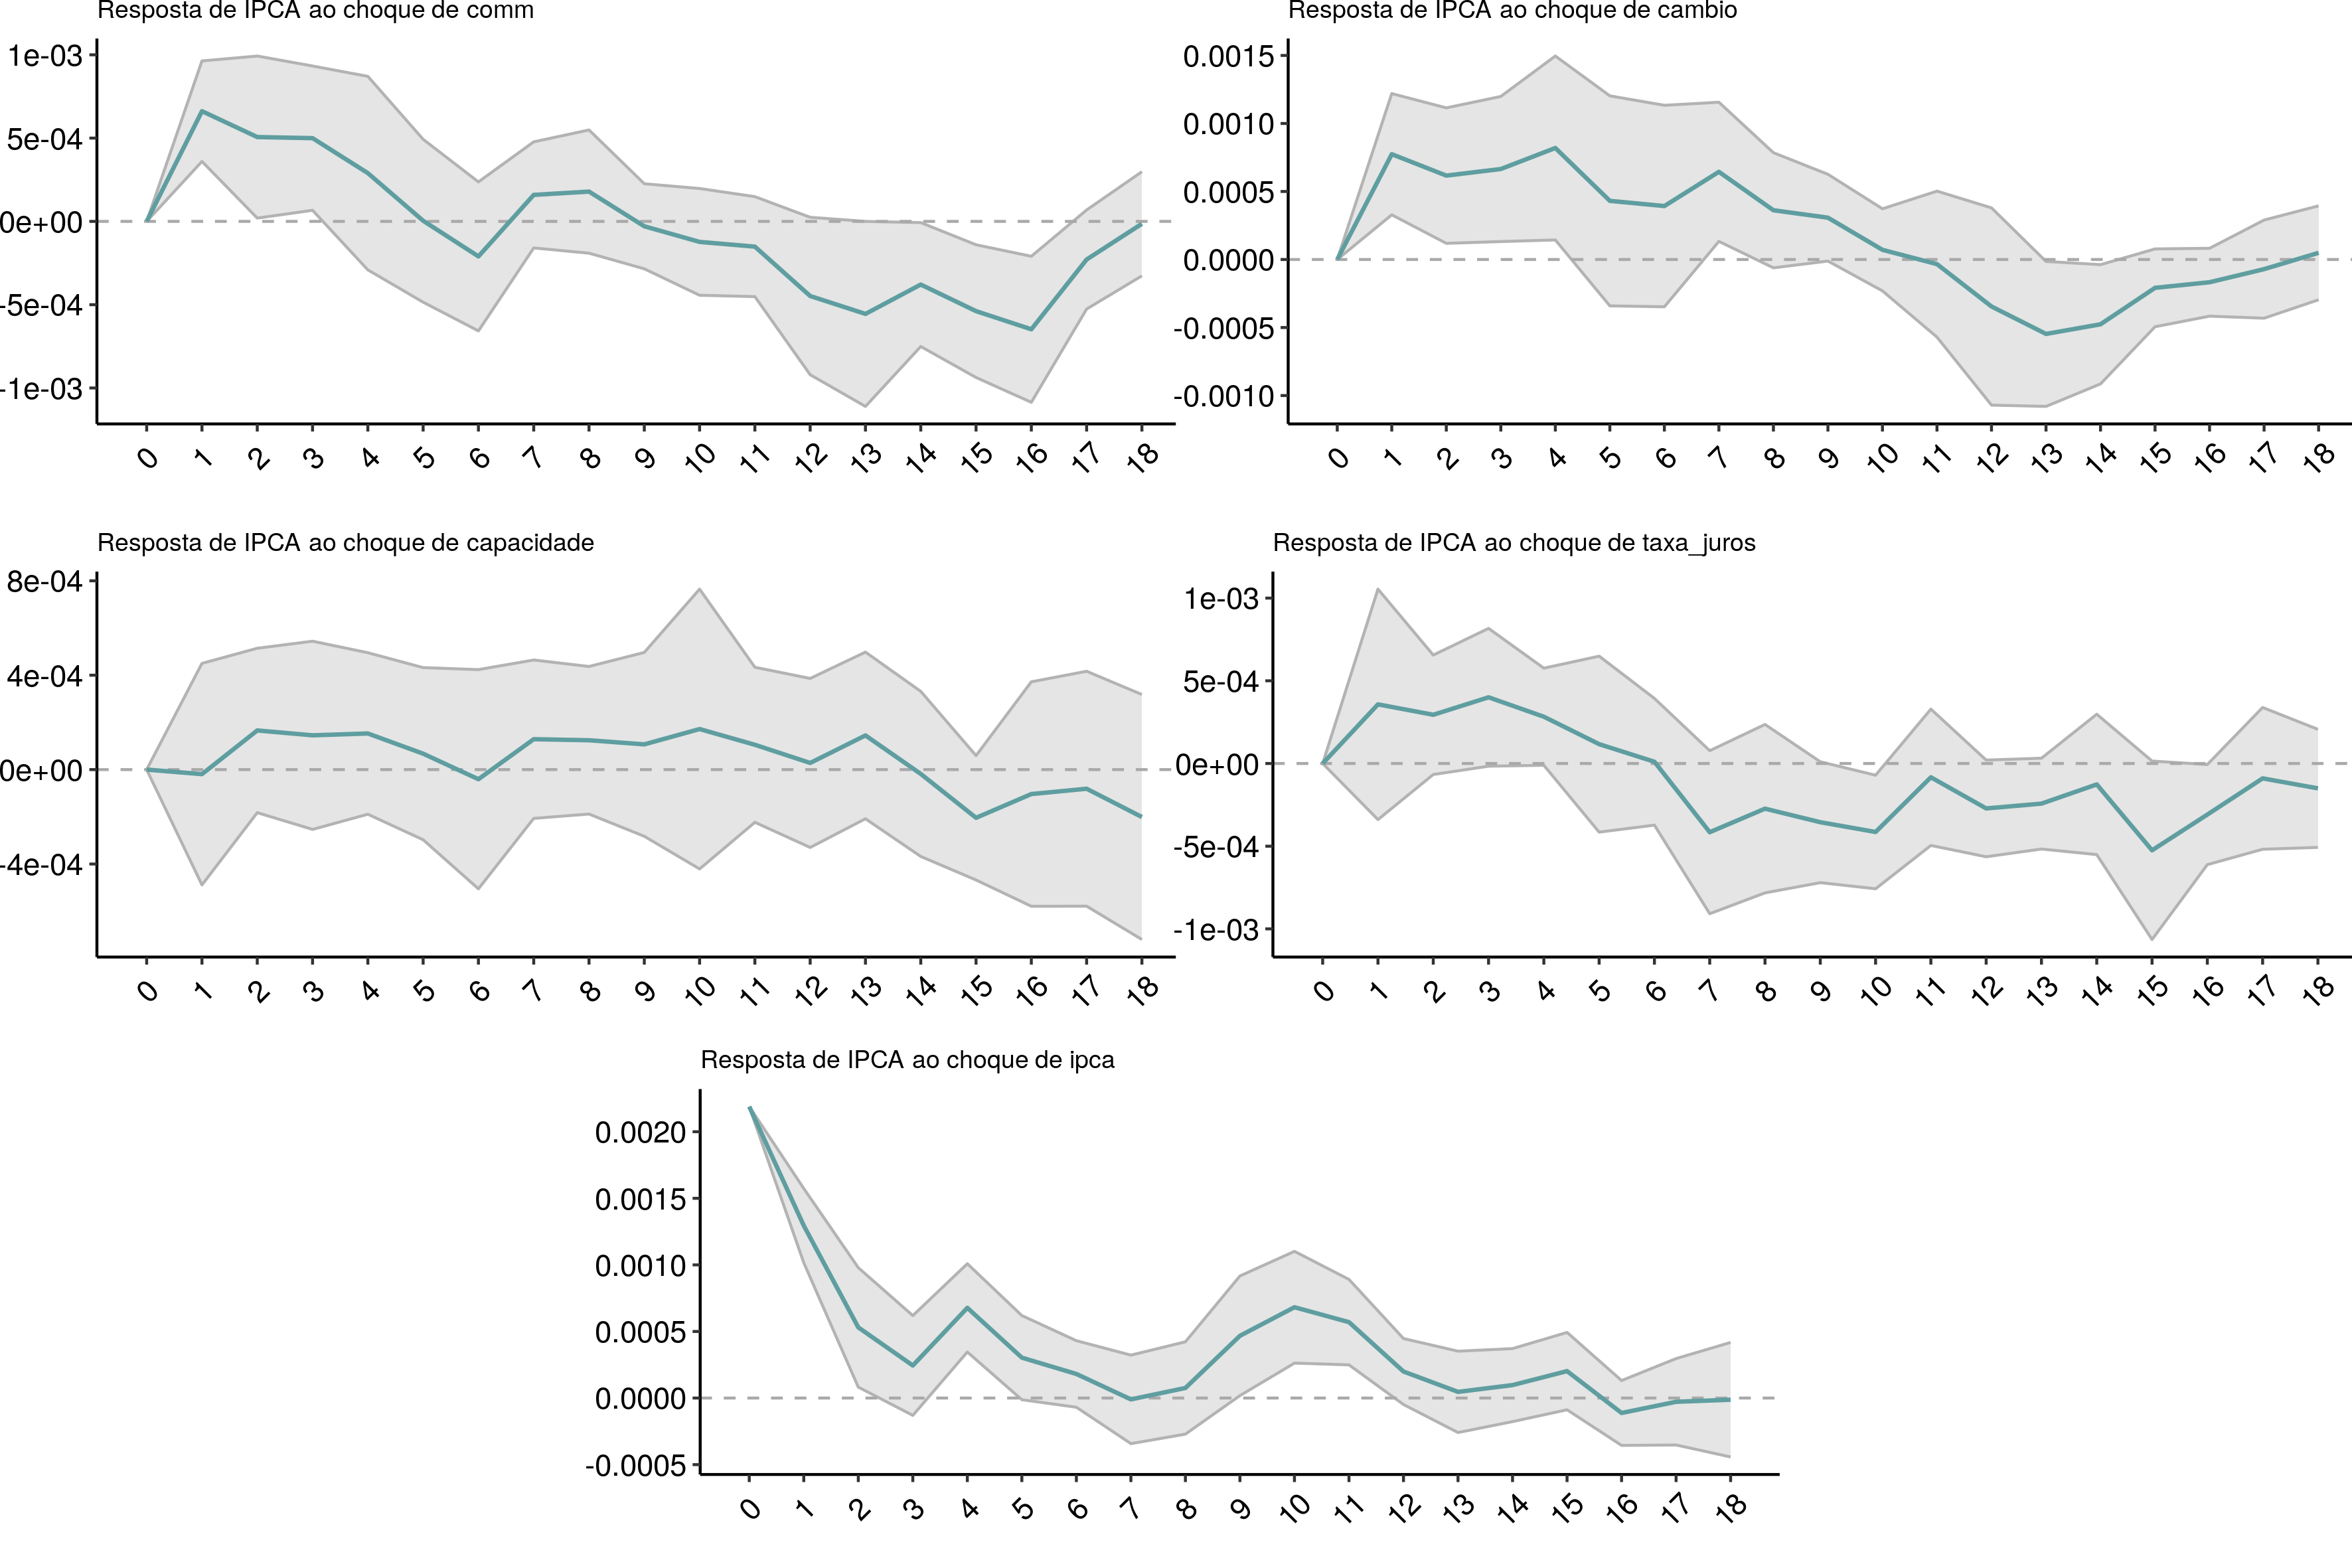 Resposta de IPCA ao choque de comm
1e-03
5e-04
0e+00
-5e-04
-1e-03
0 1 2 3 4 5 6 7 8 9 10 11 12 13 14 15 16 17 18
Resposta de IPCA ao choque de cambio
0.0015
0.0010
0.0005
0.0000
-0.0005
-0.0010
0 1 2 3 4 5 6 7 8 9 10 11 12 13 14 15 16 17 18
Resposta de IPCA ao choque de capacidade
8e-04
4e-04
0e+00
-4e-04
0 1 2 3 4 5 6 7 8 9 10 11 12 13 14 15 16 17 18
Resposta de IPCA ao choque de taxa_juros
1e-03
5e-04
0e+00
-5e-04
-1e-03
0 1 2 3 4 5 6 7 8 9 10 11 12 13 14 15 16 17 18
Resposta de IPCA ao choque de ipca
0.0020
0.0015
0.0010
0.0005
0.0000
-0.0005
0 1 2 3 4 5 6 7 8 9 10 11 12 13 14 15 16 17 18